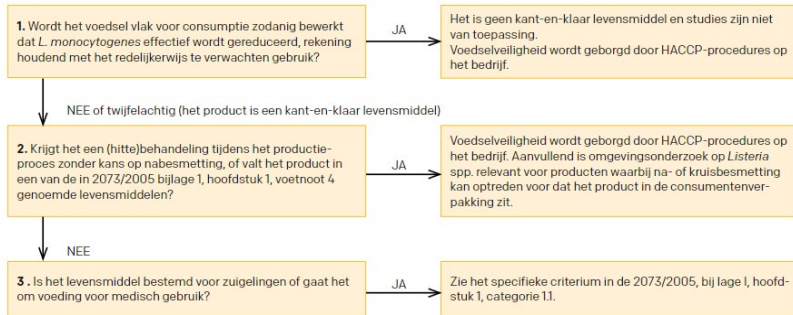 1. Wordt het voedsel vlak voor consumptie zodanig bewerkt
dat L. monocytogenes effectief wordt gereduceerd, rekening
houdend met het redelijkerwijs te verwachten gebruik?
JA
Het is geen kant-en-klaar levensmiddel en studies zijn niet
van toepassing.
Voedselveiligheid wordt geborgd door HACCP-procedures op
het bedrijf.
NEE of twijfelachtig (het product is een kant-en-klaar levensmiddel)
2. Krijgt het een (hitte)behandeling tijdens het productie-
proces zonder kans op nabesmetting, of valt het product in
een van de in 2073/2005 bijlage 1, hoofdstuk 1, voetnoot 4
genoemde levensmiddelen?
JA
Voedselveiligheid wordt geborgd door HACCP-procedures op
het bedrijf. Aanvullend is omgevingsonderzoek op Listeria
spp. relevant voor producten waarbij na- of kruisbesmetting
kan optreden voor dat het product in de consumentenver-
pakking zit.
NEE
3 . Is het levensmiddel bestemd voor zuigelingen of gaat het
om voeding voor medisch gebruik?
JA
Zie het specifieke criterium in de 2073/2005, bij lage I, hoofd-
stuk 1, categorie 1.1.